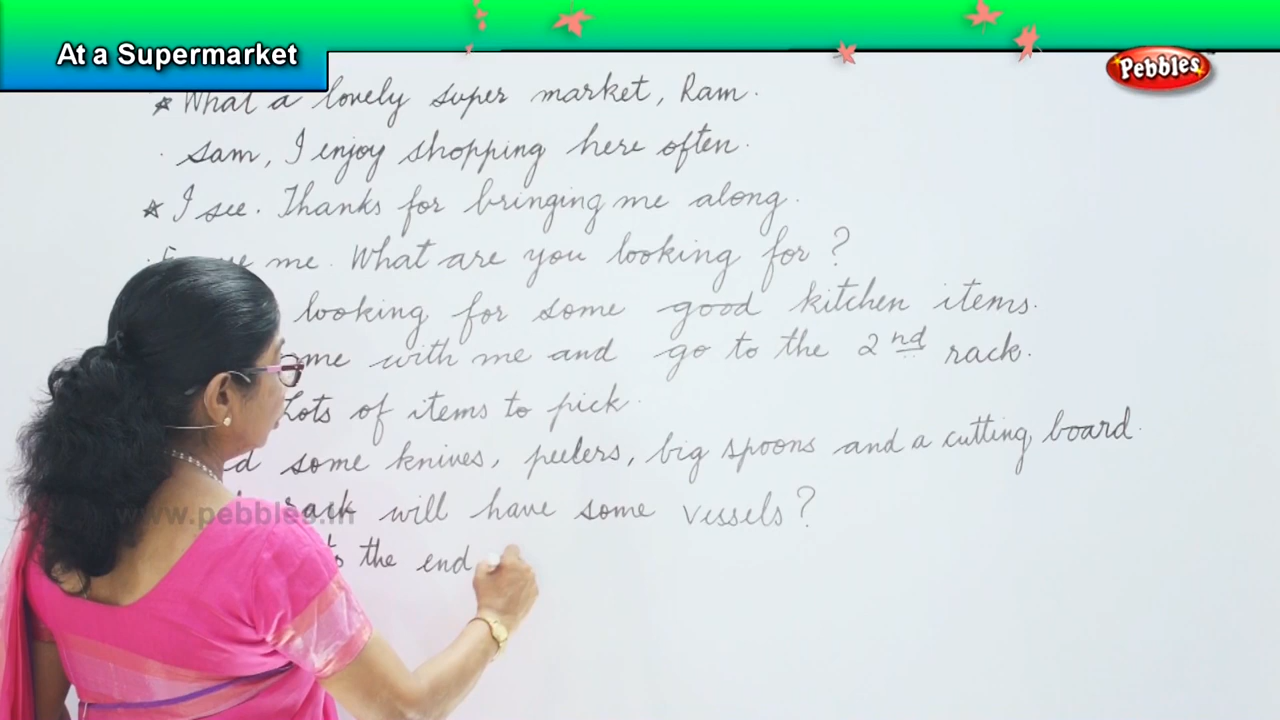 At a Supermarket
Pebbles
* What a lovely super market, Ram.
. Sam, I enjoy shopping here often.
* I see. Thanks for bringing me along.
me. What are you looking for?
looking for some good kitchen items.
me with me and go to the 2nd rack.
Lots of items to pick.
some knives, peelers, big spoons and a cutting board.
rack will have some vessels?
www.pebbles.in
to the end